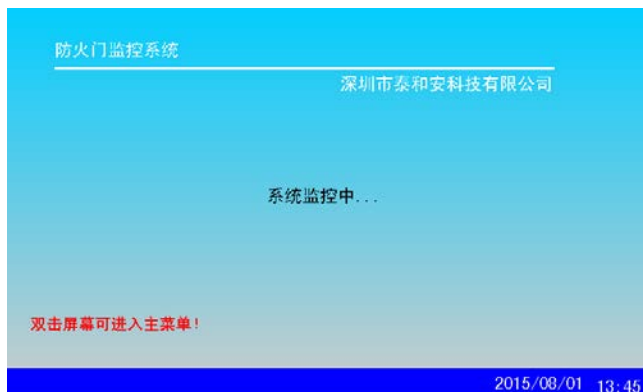 防火门监控系统
深圳市泰和安科技有限公司
系统监控中...
双击屏幕可进入主菜单!
2015/08/01 13:45